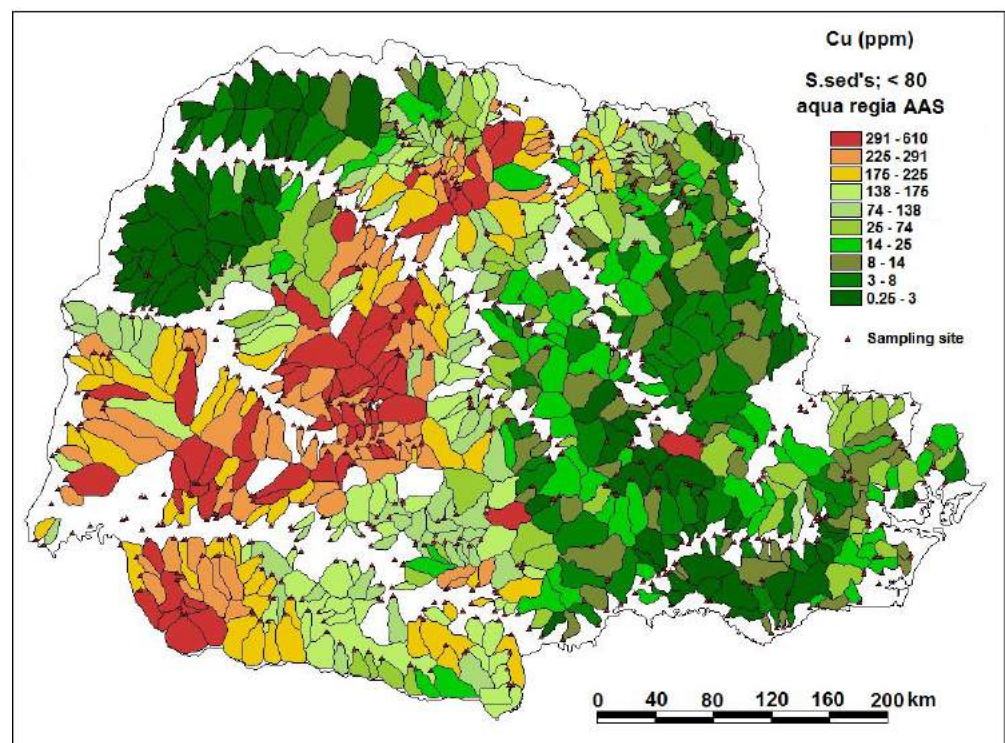 Cu (ppm)
S.sed's; < 80
aqua regia AAS
291 - 610
225 - 291
175 - 225
138 - 175
74 - 138
25 - 74
14 - 25
8 - 14
3 - 8
0.25 - 3
Sampling site
0 40 80 120 160 200 km